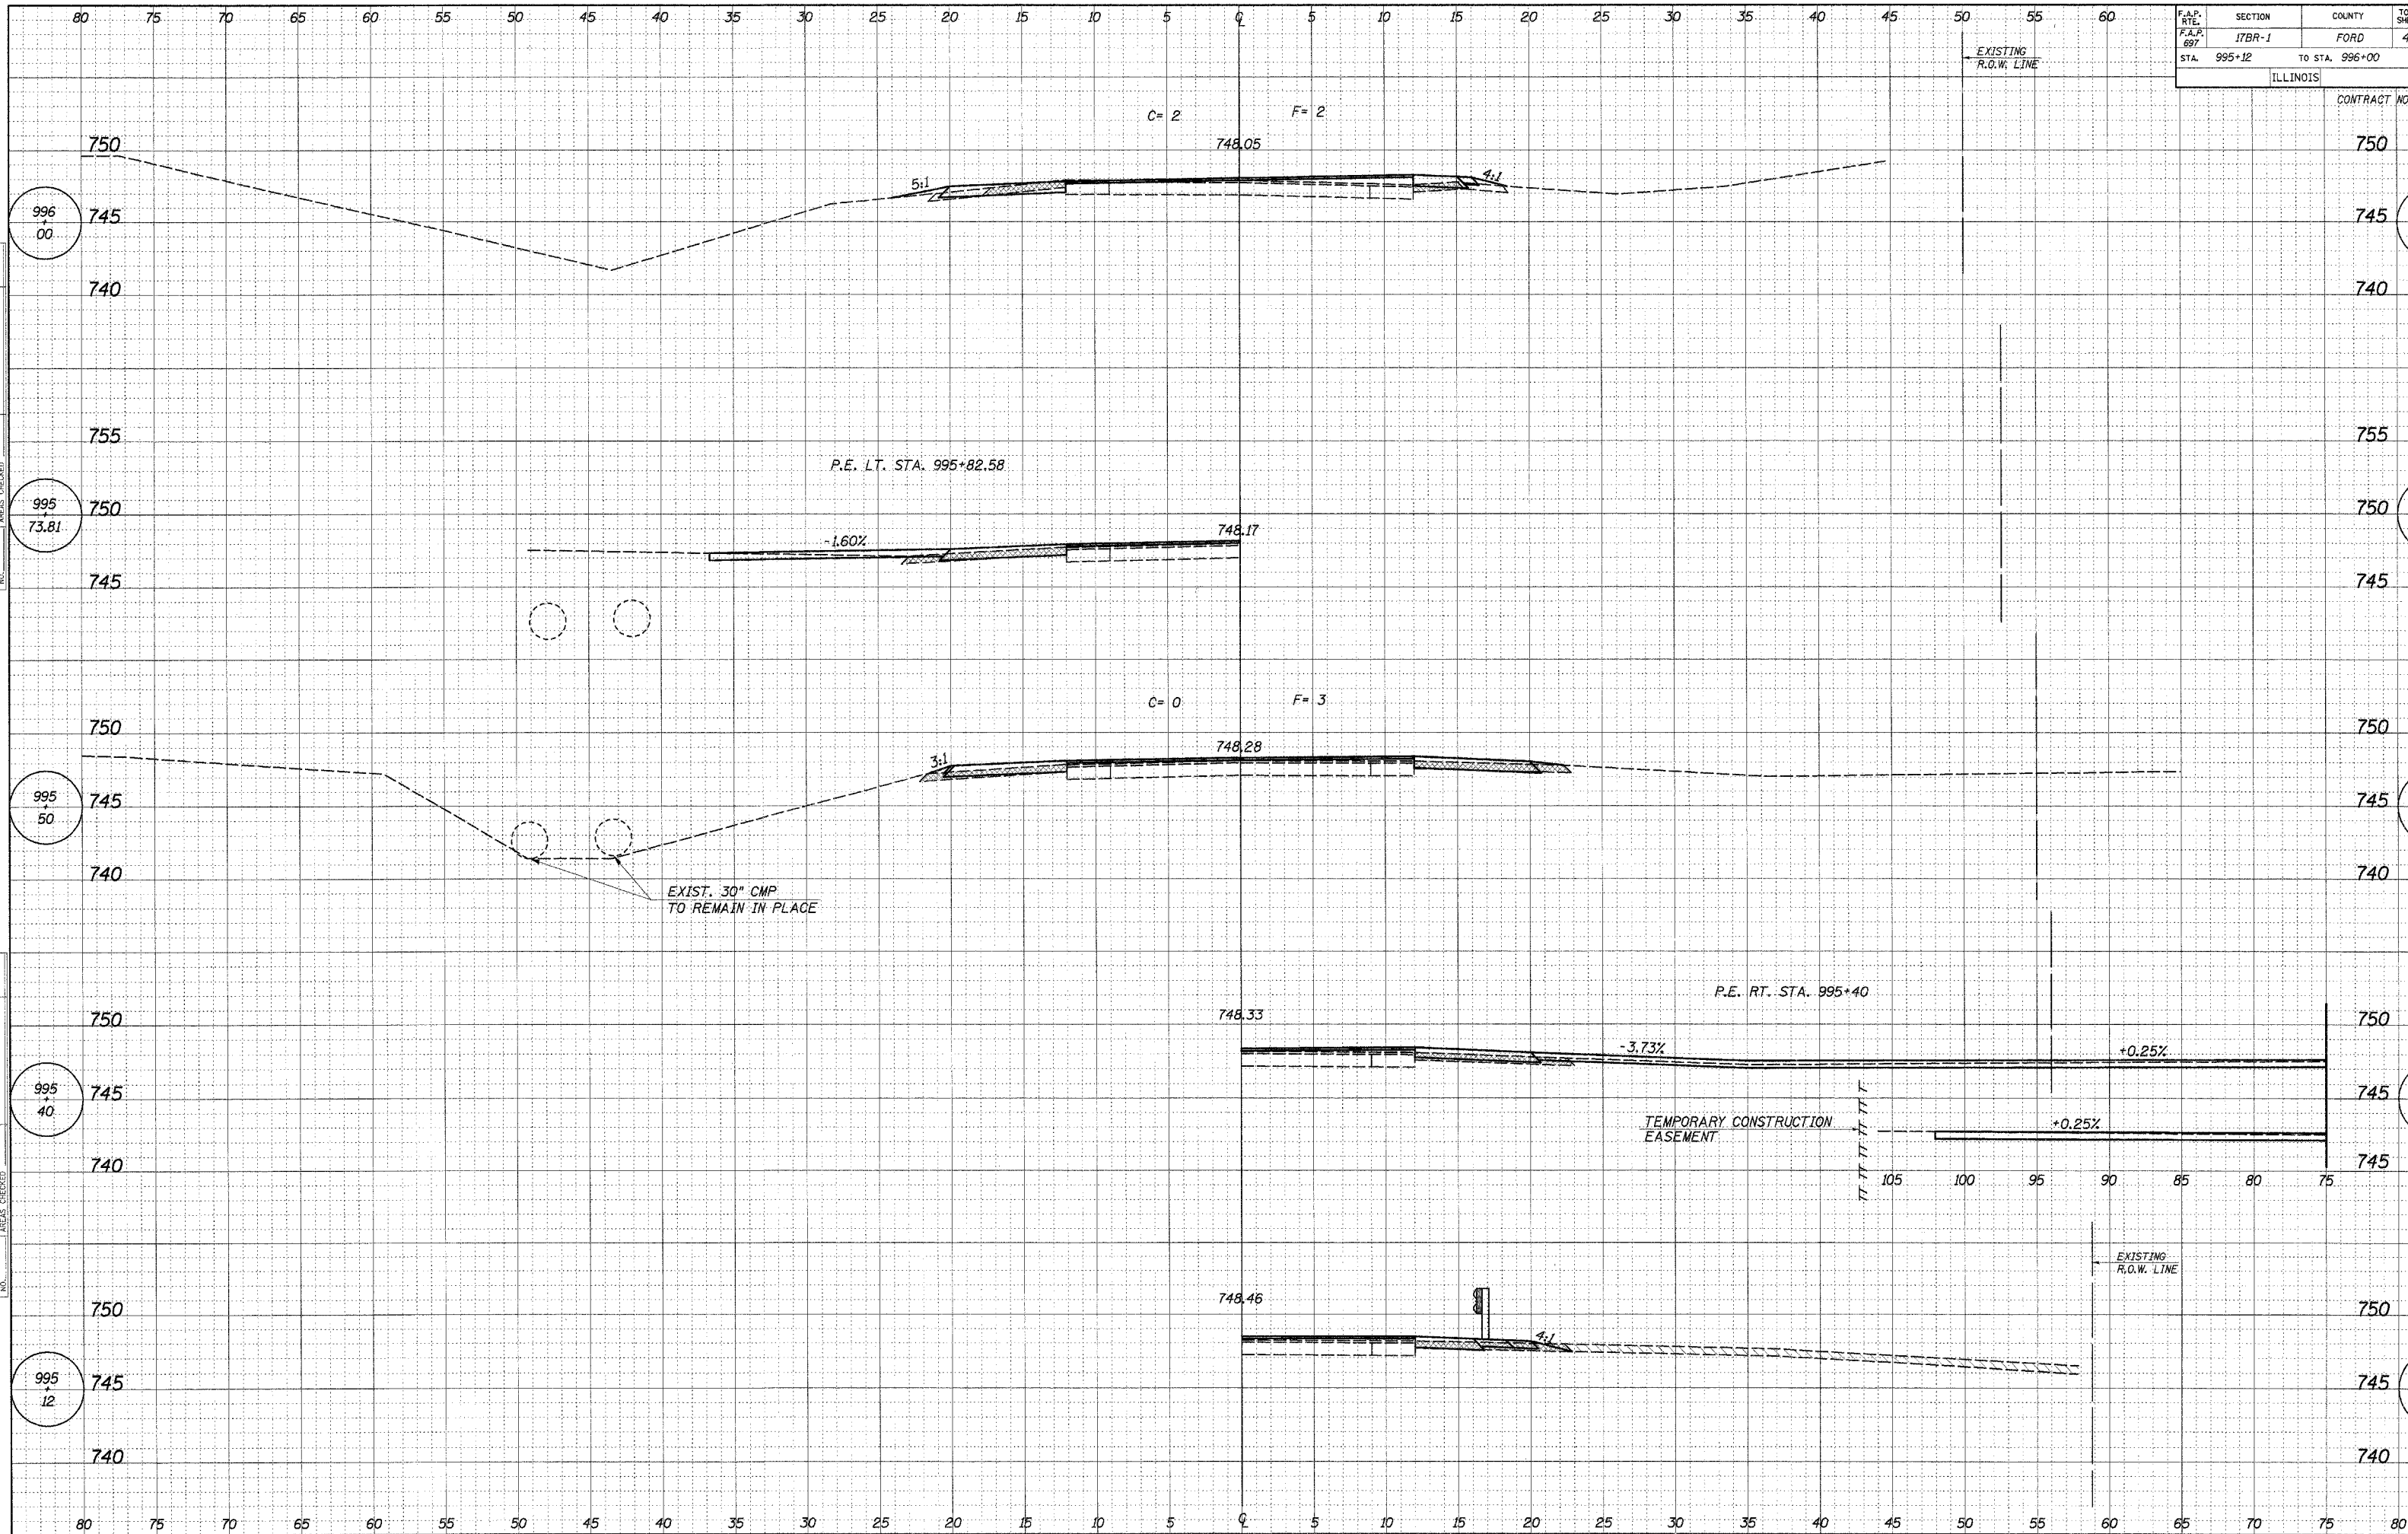 80 75 70 65 60 55 50 45 40 35 30 25 20 15 10 5 ℄ 5 10 15 20 25 30 35 40 45 50 55 60
F.A.P. RTE. SECTION COUNTY
F.A.P. 697 17BR-1 FORD 4
STA. 995+12 TO STA. 996+00
ILLINOIS
CONTRACT NO
EXISTING
R.O.W. LINE
C= 2 F= 2
748.05
750 750
5:1 4:1
996
+
00
745 745
740 740
755 755
P.E. LT. STA. 995+82.58
995
+
73.81
750 750
748.17
-1.60%
745 745
C= 0 F= 3
750 750
748.28
3:1
995
+
50
745 745
740 740
EXIST. 30" CMP
TO REMAIN IN PLACE
P.E. RT. STA. 995+40
750 750
748.33
-3.73% +0.25%
995
+
40
745 745
TEMPORARY CONSTRUCTION
EASEMENT
+0.25%
740 745
105 100 95 90 85 80 75
EXISTING
R.O.W. LINE
748.46
750 750
4:1
995
+
12
745 745
740 740
80 75 70 65 60 55 50 45 40 35 30 25 20 15 10 5 ℄ 5 10 15 20 25 30 35 40 45 50 55 60 65 70 75 80
NO. AREAS CHECKED
NO. AREAS CHECKED